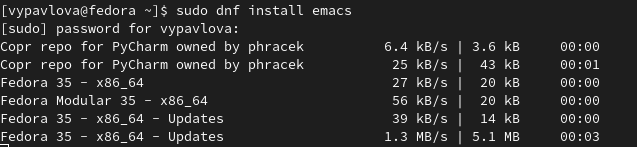 [vypavlova@fedora ~]$ sudo dnf install emacs
[sudo] password for vypavlova:
Copr repo for PyCharm owned by phracek 6.4 kB/s | 3.6 kB 00:00
Copr repo for PyCharm owned by phracek 25 kB/s | 43 kB 00:01
Fedora 35 - x86_64 27 kB/s | 20 kB 00:00
Fedora Modular 35 - x86_64 56 kB/s | 20 kB 00:00
Fedora 35 - x86_64 - Updates 39 kB/s | 14 kB 00:00
Fedora 35 - x86_64 - Updates 1.3 MB/s | 5.1 MB 00:03